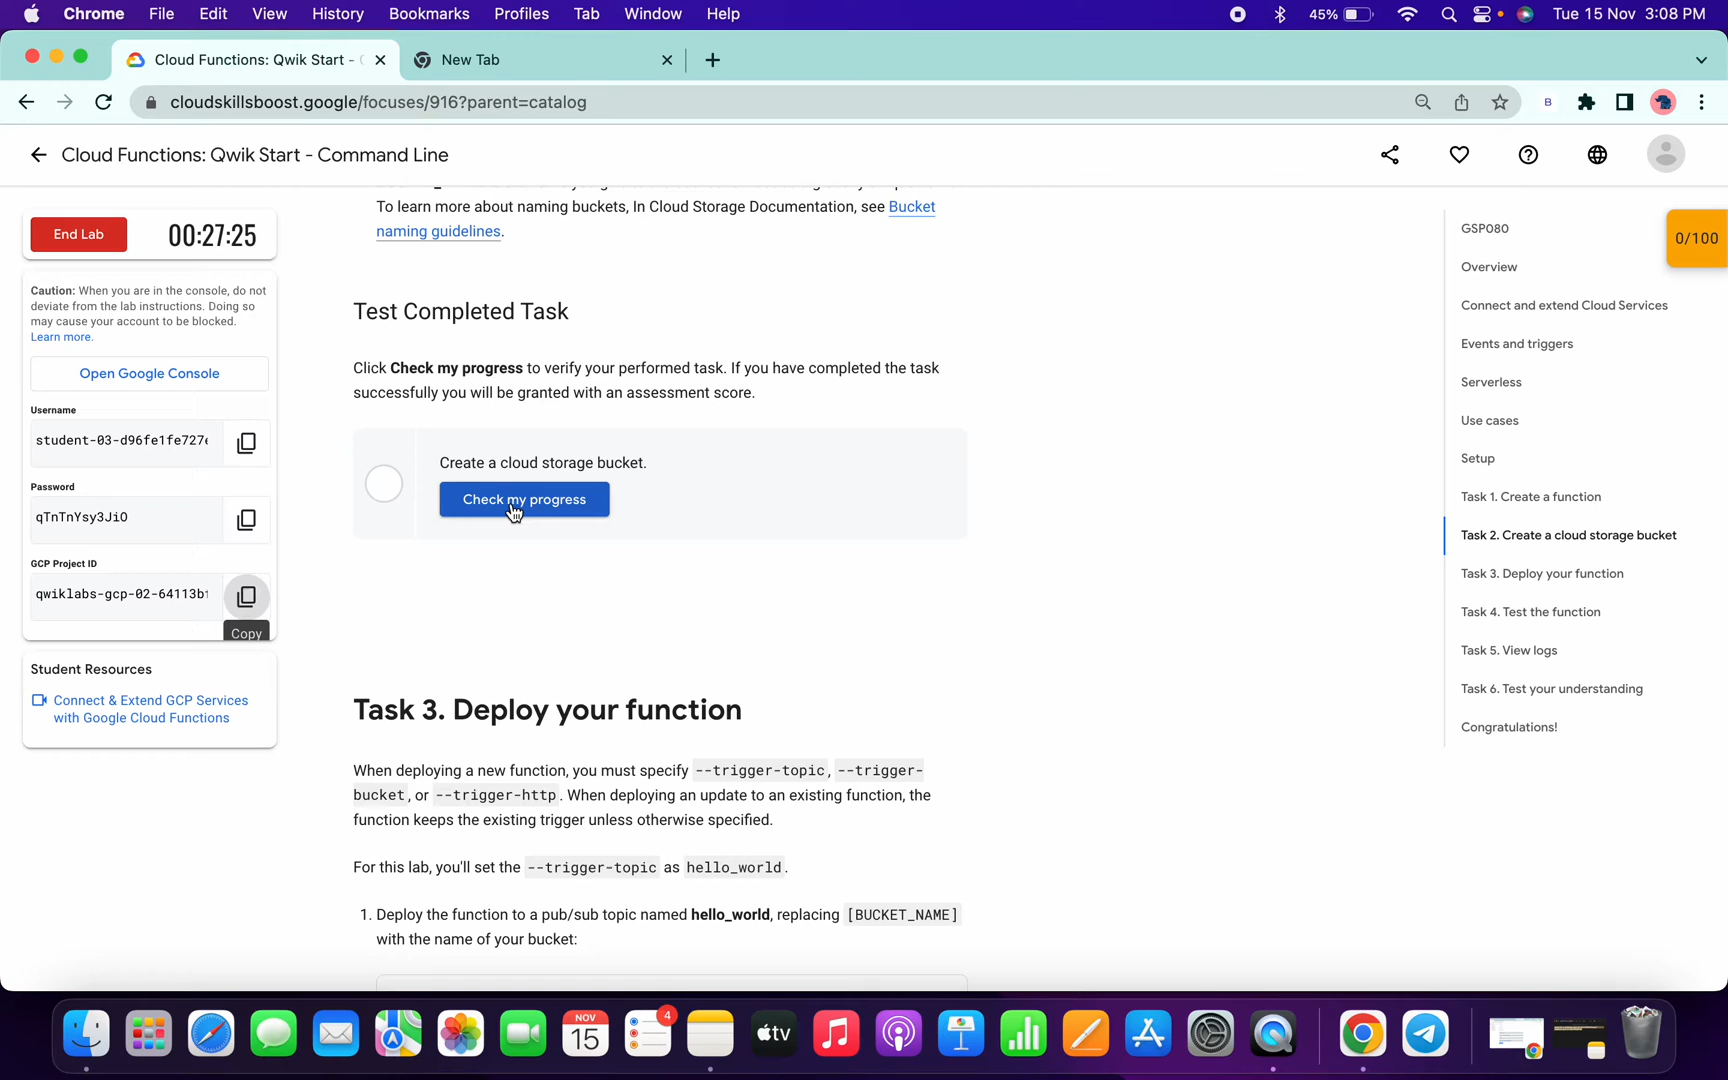 Chrome File Edit View History Bookmarks Profiles Tab Window Help 45% Tue 15 Nov 3:08 PM
Cloud Functions: Qwik Start - New Tab
cloudskillsboost.google/focuses/916?parent=catalog
Cloud Functions: Qwik Start - Command Line
End Lab 00:27:25
Caution: When you are in the console, do not
deviate from the lab instructions. Doing so
may cause your account to be blocked.
Learn more.
Open Google Console
Username
student-03-d96fe1fe727
Password
qTnTnYsy3JiO
GCP Project ID
qwiklabs-gcp-02-64113b
Copy
Student Resources
Connect & Extend GCP Services
with Google Cloud Functions
To learn more about naming buckets, In Cloud Storage Documentation, see Bucket
naming guidelines.
Test Completed Task
Click Check my progress to verify your performed task. If you have completed the task
successfully you will be granted with an assessment score.
Create a cloud storage bucket.
Check my progress
Task 3. Deploy your function
When deploying a new function, you must specify --trigger-topic, --trigger-
bucket, or --trigger-http. When deploying an update to an existing function, the
function keeps the existing trigger unless otherwise specified.
For this lab, you'll set the --trigger-topic as hello_world.
1. Deploy the function to a pub/sub topic named hello_world, replacing [BUCKET_NAME]
with the name of your bucket:
GSP080
Overview
Connect and extend Cloud Services
Events and triggers
Serverless
Use cases
Setup
Task 1. Create a function
Task 2. Create a cloud storage bucket
Task 3. Deploy your function
Task 4. Test the function
Task 5. View logs
Task 6. Test your understanding
Congratulations!
0/100
NOV
15
4
tv